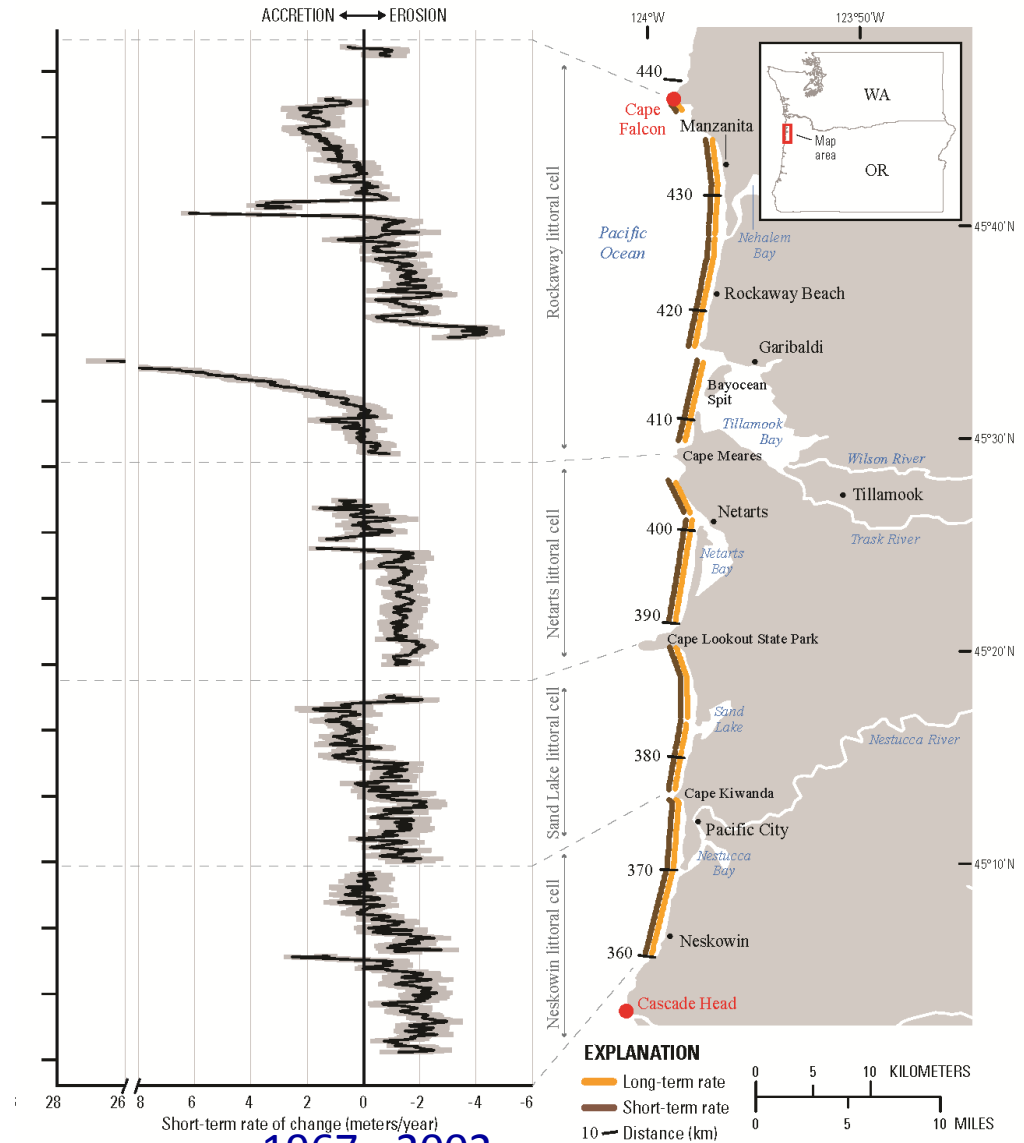 ACCRETION EROSION
Rockaway littoral cell
Netarts littoral cell
Sand Lake littoral cell
Neskowin littoral cell
28 26 8 6 4 2 0 -2 -4 -6
Short-term rate of change (meters/year)
124°W 123°50'W
440
Cape
Falcon
Manzanita
WA
Map
area
OR
430
Pacific
Ocean
Nehalem
Bay
45°40'N
Rockaway Beach
420
Garibaldi
Bayocean
Spit
410
Tillamook
Bay
45°30'N
Cape Meares
Wilson River
Tillamook
Netarts
400
Trask River
Netarts
Bay
390
Cape Lookout State Park
45°20'N
Sand
Lake
Nestucca River
380
Cape Kiwanda
Pacific City
Nestucca
Bay
45°10'N
370
Neskowin
360
Cascade Head
EXPLANATION
Long-term rate
Short-term rate
10 Distance (km)
0 5 10 KILOMETERS
0 5 10 MILES